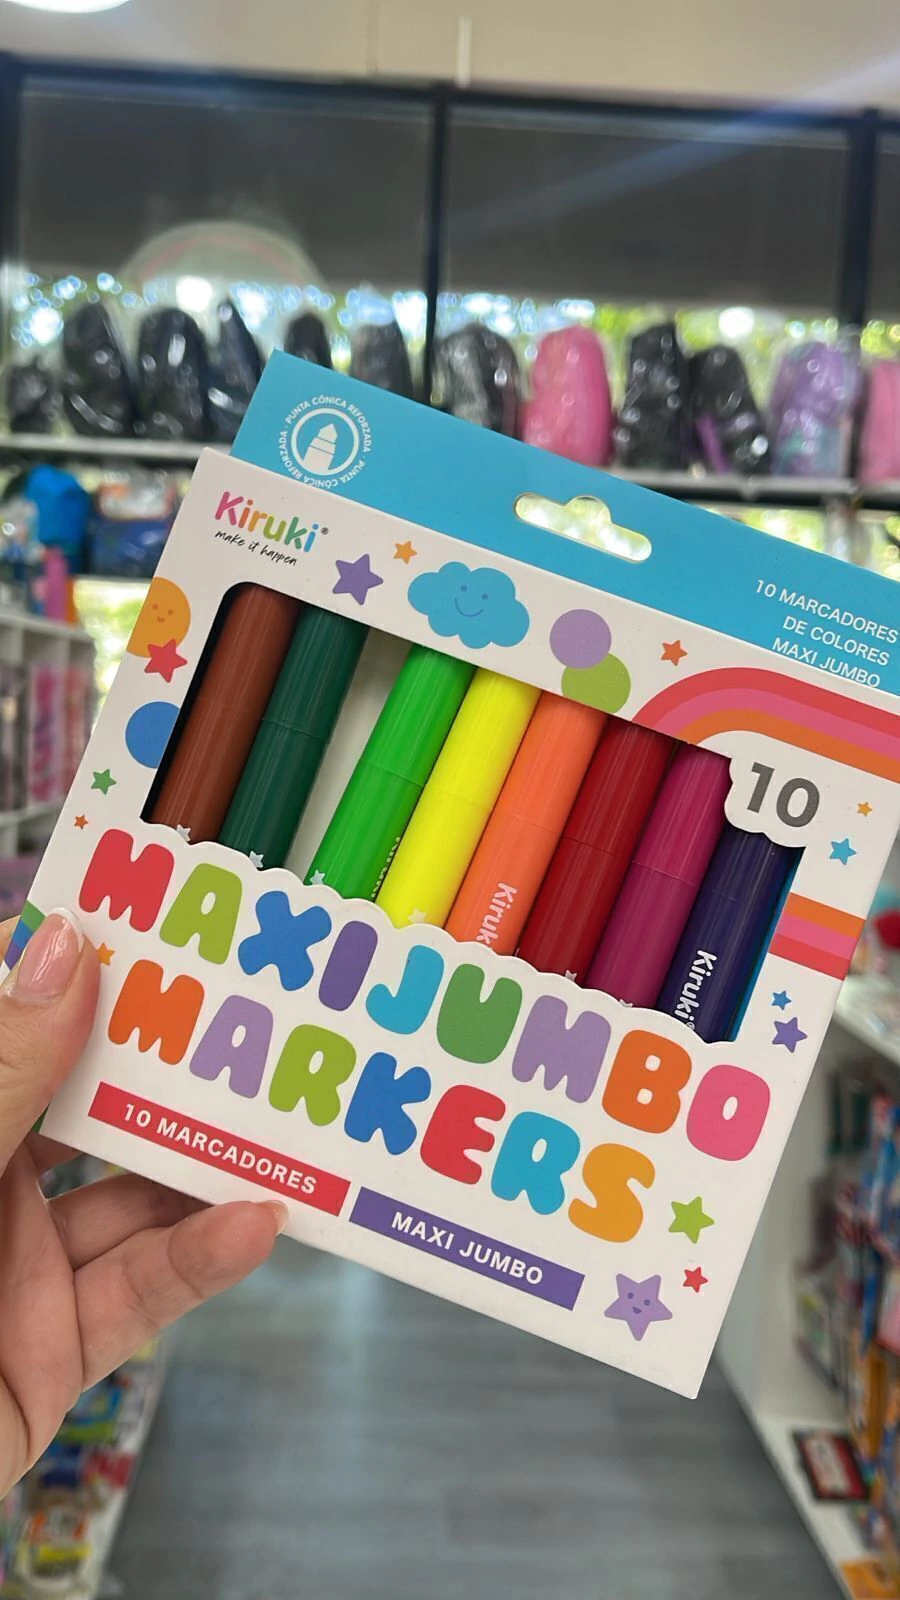 PUNTA CÓNICA REFORZADA · PUNTA CÓNICA REFORZADA ·
Kiruki®
make it happen
10 MARCADORES
DE COLORES
MAXI JUMBO
10
Kiruki
Kiruki
MAXI JUMBO
MARKERS
10 MARCADORES
MAXI JUMBO